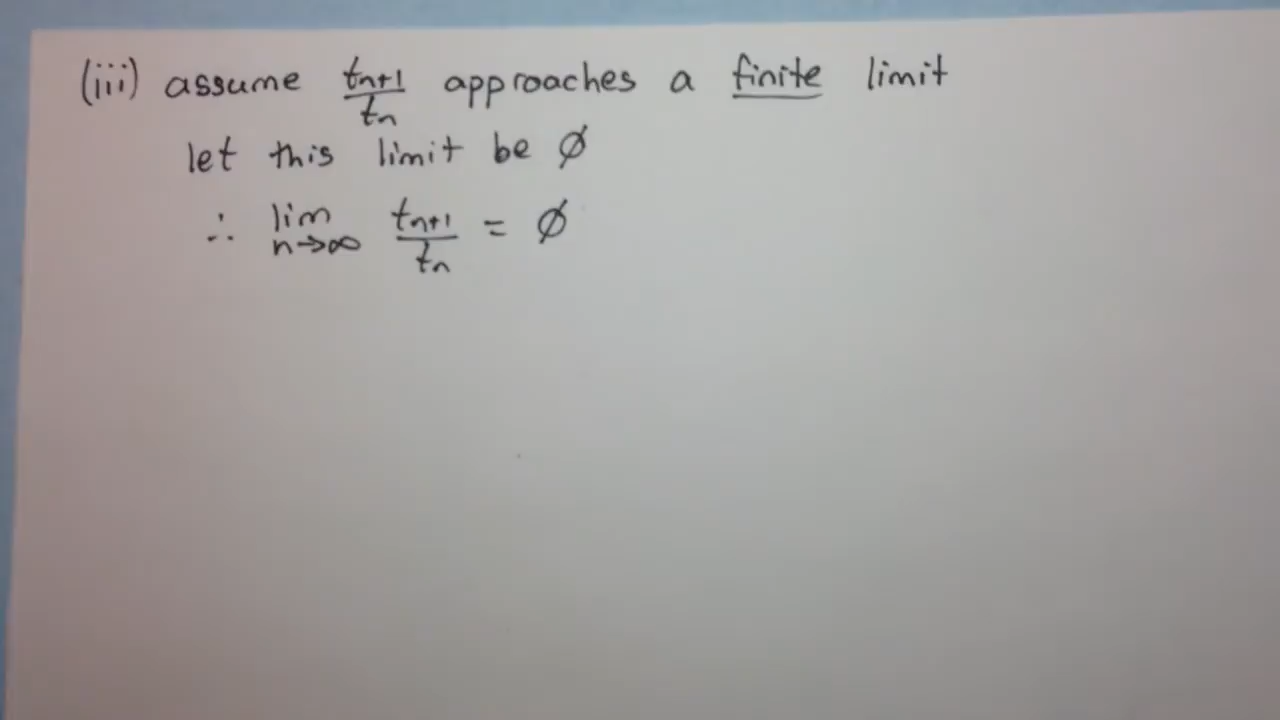 (iii) assume tn+1/tn approaches a finite limit
let this limit be ∅
∴ lim n→∞ tn+1/tn = ∅